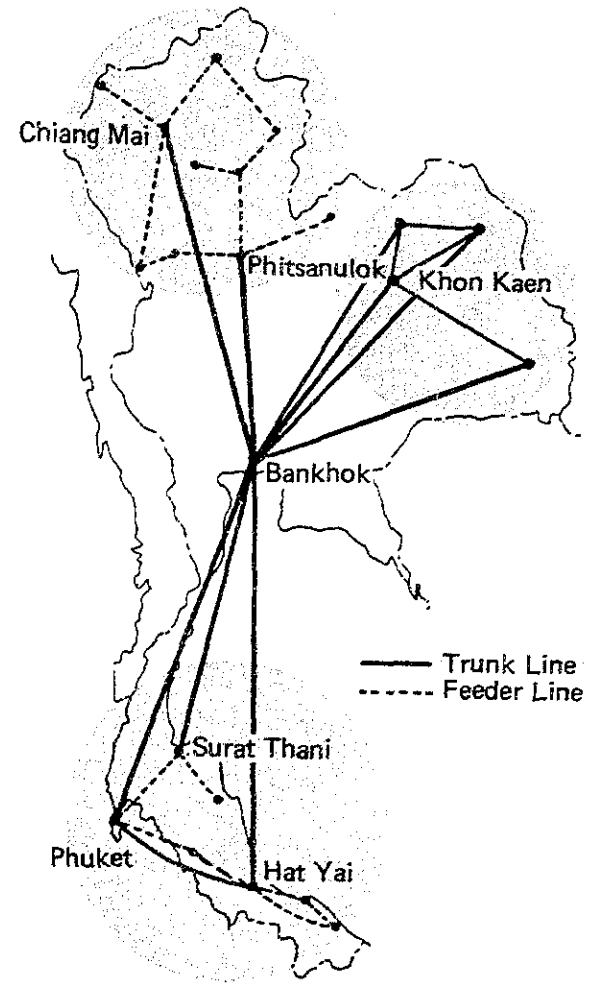 Chiang Mai
Phitsanulok
Khon Kaen
Bankhok
Trunk Line
Feeder Line
Surat Thani
Phuket
Hat Yai